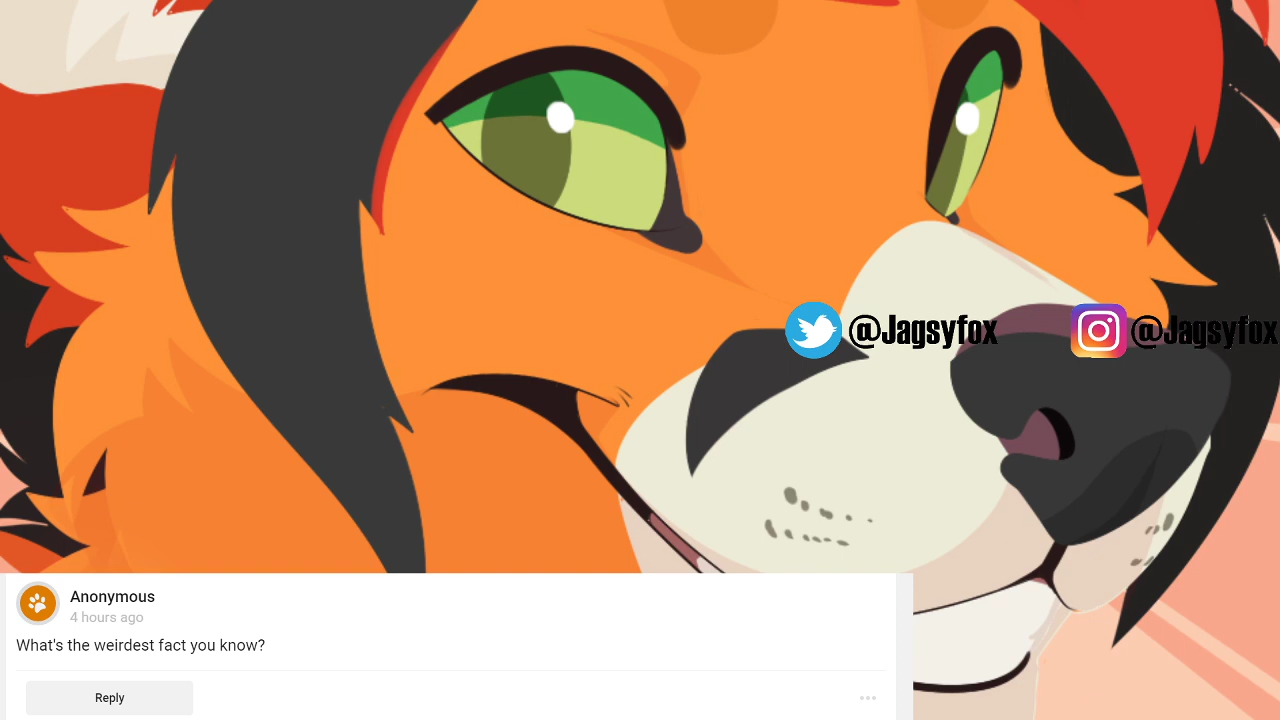 @Jagsyfox @Jagsyfox
Anonymous
4 hours ago
What's the weirdest fact you know?
Reply